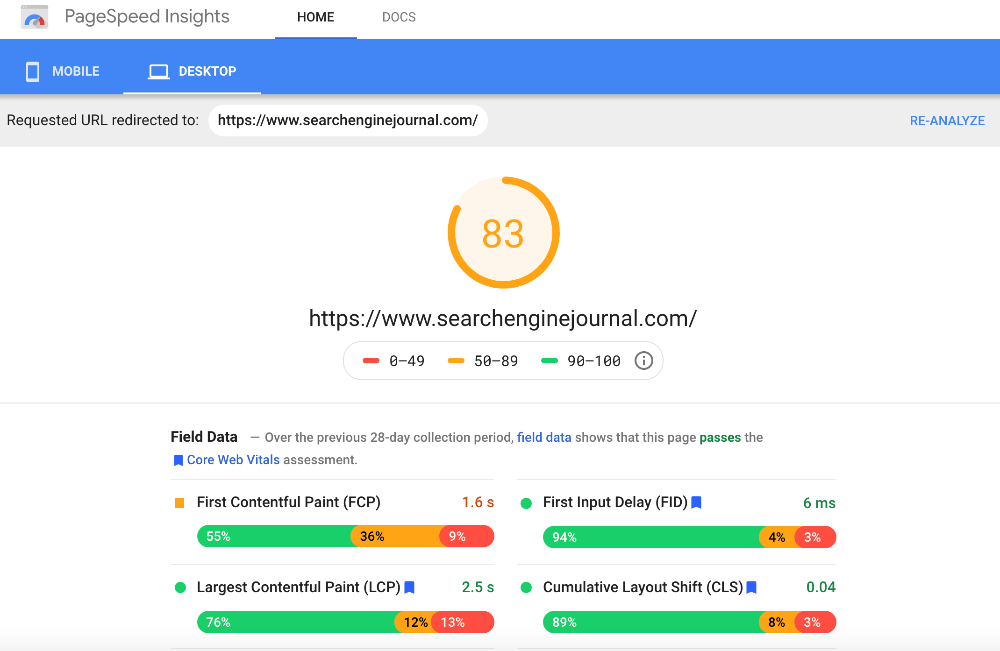 PageSpeed Insights HOME DOCS
MOBILE DESKTOP
Requested URL redirected to: https://www.searchenginejournal.com/ RE-ANALYZE
83
https://www.searchenginejournal.com/
0–49 50–89 90–100
Field Data — Over the previous 28-day collection period, field data shows that this page passes the
Core Web Vitals assessment.
First Contentful Paint (FCP) 1.6 s
55% 36% 9%
First Input Delay (FID) 6 ms
94% 4% 3%
Largest Contentful Paint (LCP) 2.5 s
76% 12% 13%
Cumulative Layout Shift (CLS) 0.04
89% 8% 3%